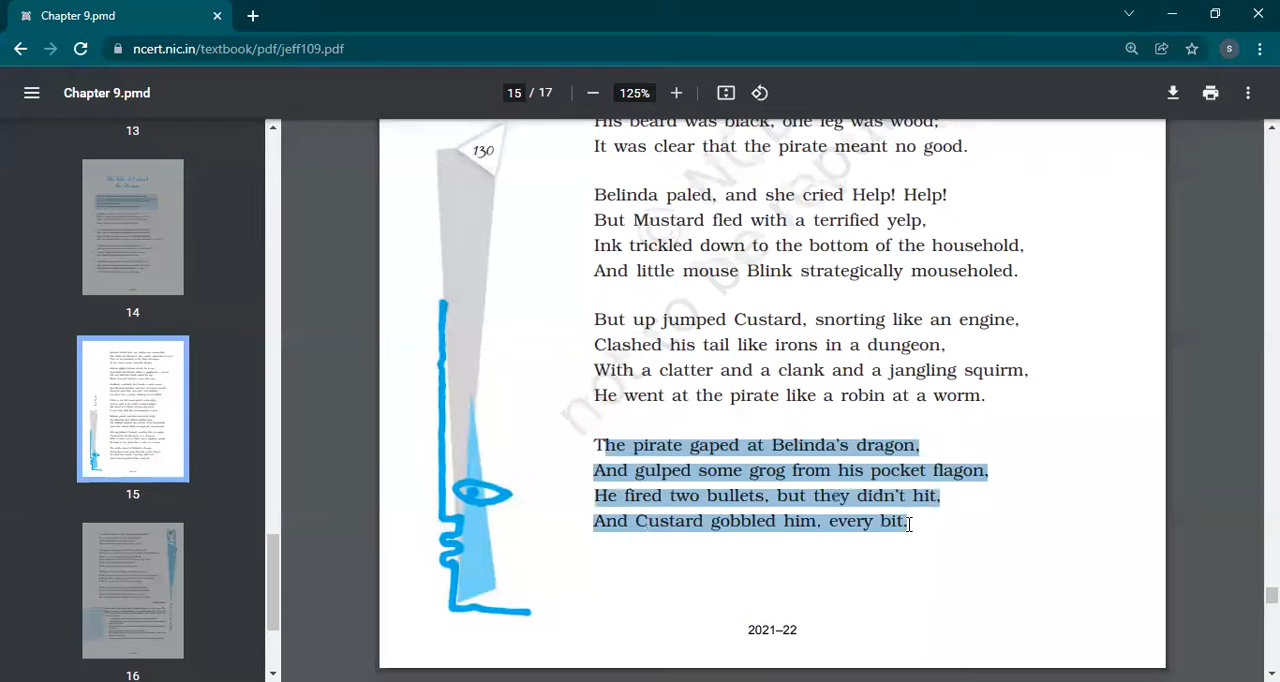 Chapter 9.pmd
ncert.nic.in/textbook/pdf/jeff109.pdf
S
Chapter 9.pmd
15 / 17
125%
13
14
15
16
130
His beard was black, one leg was wood;
It was clear that the pirate meant no good.
Belinda paled, and she cried Help! Help!
But Mustard fled with a terrified yelp,
Ink trickled down to the bottom of the household,
And little mouse Blink strategically mouseholed.
But up jumped Custard, snorting like an engine,
Clashed his tail like irons in a dungeon,
With a clatter and a clank and a jangling squirm,
He went at the pirate like a robin at a worm.
The pirate gaped at Belinda's dragon,
And gulped some grog from his pocket flagon,
He fired two bullets, but they didn't hit,
And Custard gobbled him, every bit.
2021–22